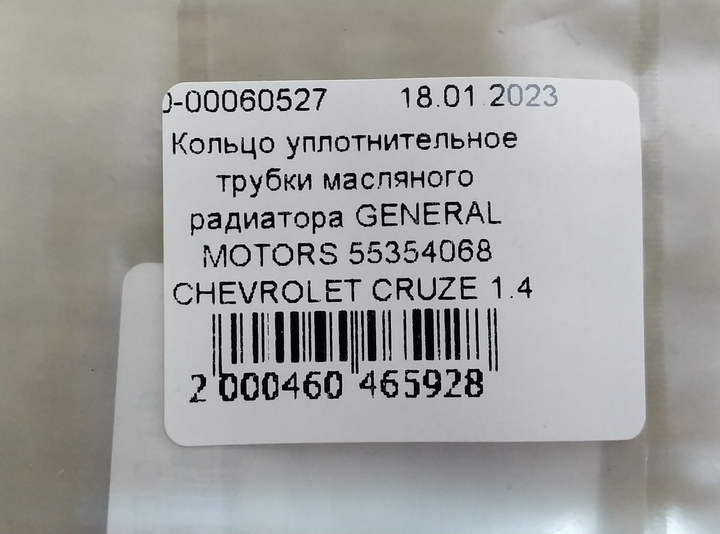 0-00060527 18.01.2023
Кольцо уплотнительное
трубки масляного
радиатора GENERAL
MOTORS 55354068
CHEVROLET CRUZE 1.4
2 000460 465928